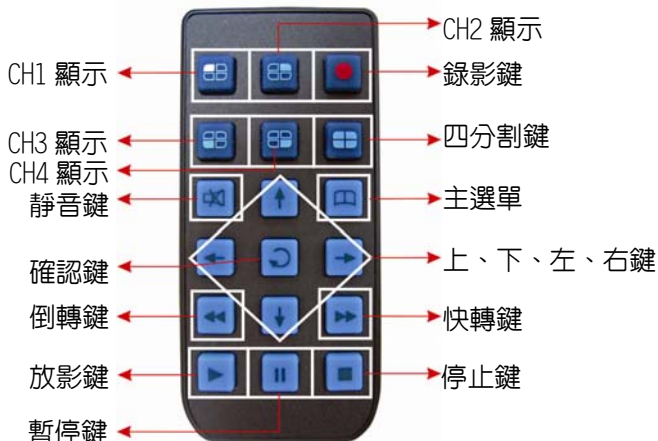 CH2 顯示
CH1 顯示
錄影鍵
CH3 顯示
四分割鍵
CH4 顯示
靜音鍵
主選單
確認鍵
上、下、左、右鍵
倒轉鍵
快轉鍵
放影鍵
停止鍵
暫停鍵